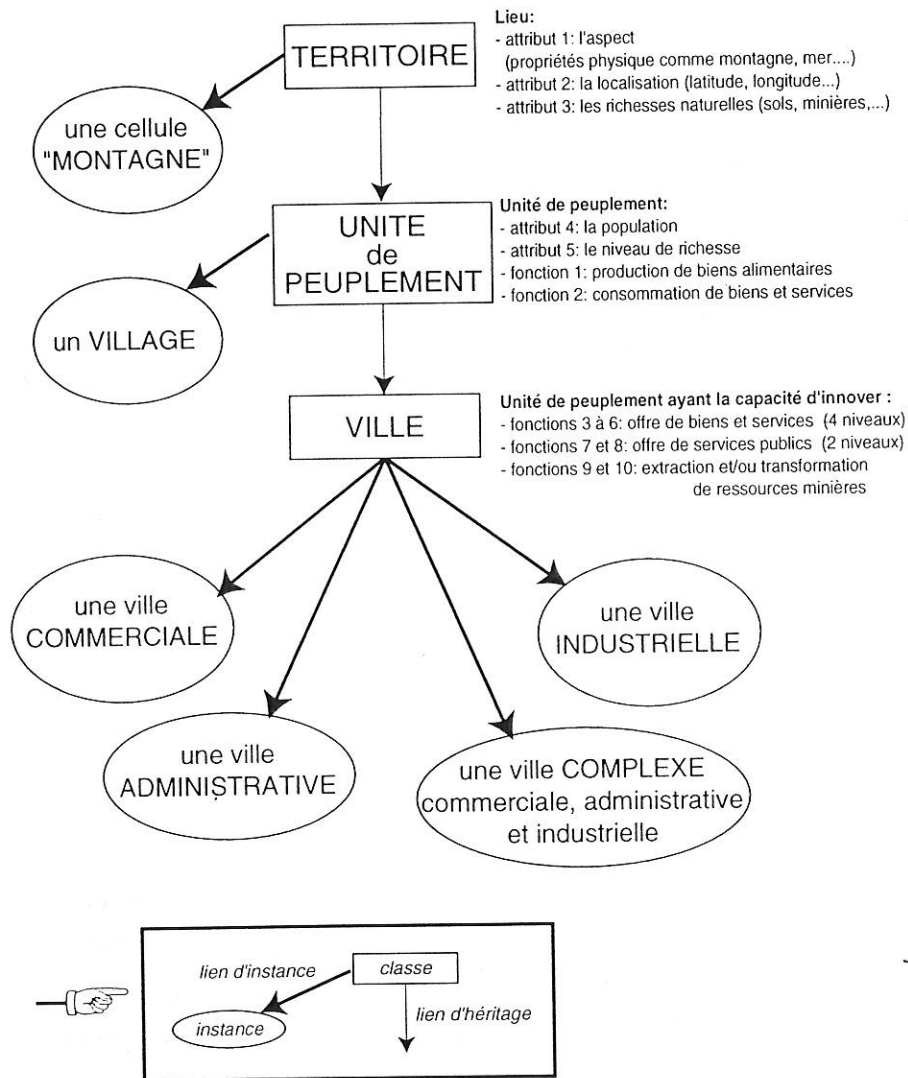 Lieu:
TERRITOIRE
- attribut 1: l'aspect
(propriétés physique comme montagne, mer....)
- attribut 2: la localisation (latitude, longitude...)
- attribut 3: les richesses naturelles (sols, minières,...)
une cellule
"MONTAGNE"
UNITE
de
PEUPLEMENT
Unité de peuplement:
- attribut 4: la population
- attribut 5: le niveau de richesse
- fonction 1: production de biens alimentaires
- fonction 2: consommation de biens et services
un VILLAGE
VILLE
Unité de peuplement ayant la capacité d'innover :
- fonctions 3 à 6: offre de biens et services (4 niveaux)
- fonctions 7 et 8: offre de services publics (2 niveaux)
- fonctions 9 et 10: extraction et/ou transformation
de ressources minières
une ville
COMMERCIALE
une ville
INDUSTRIELLE
une ville
ADMINISTRATIVE
une ville COMPLEXE
commerciale, administrative
et industrielle
lien d'instance
classe
instance
lien d'héritage